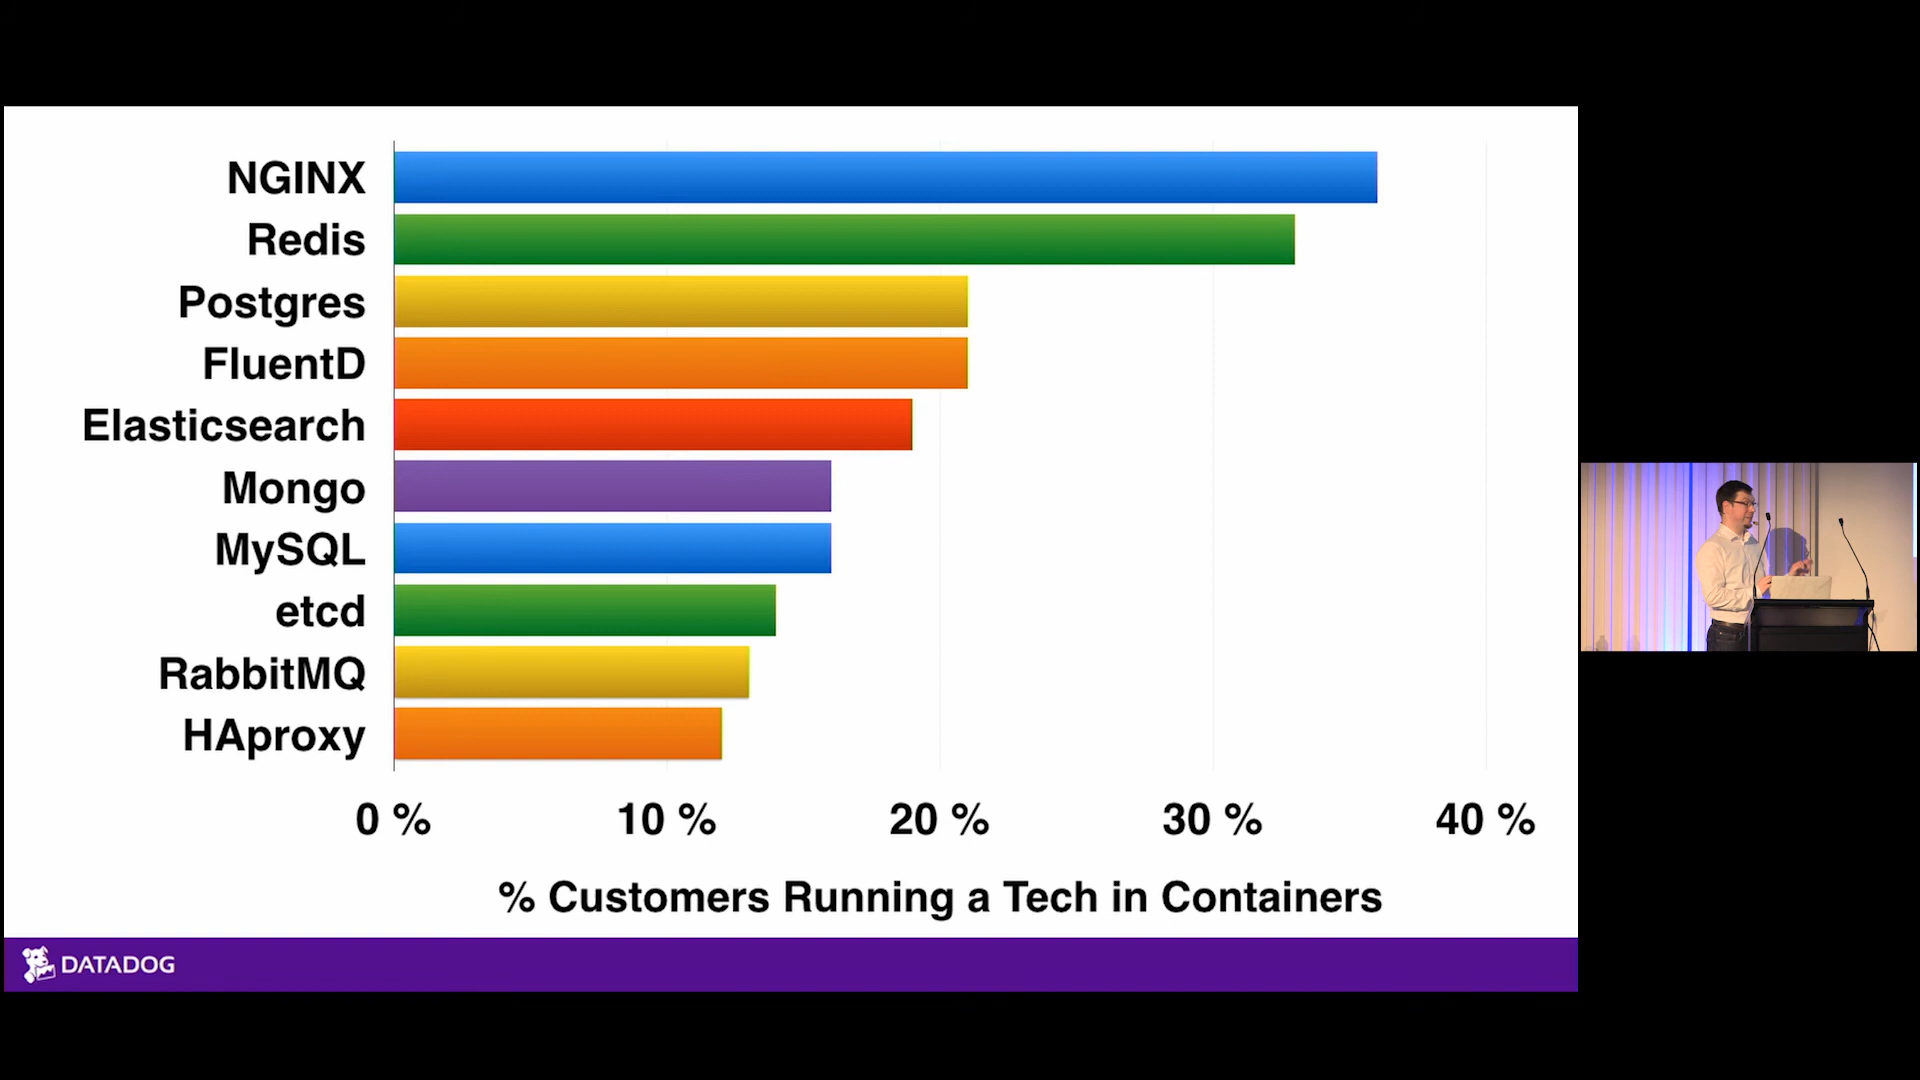 NGINX
Redis
Postgres
FluentD
Elasticsearch
Mongo
MySQL
etcd
RabbitMQ
HAproxy
0 % 10 % 20 % 30 % 40 %
% Customers Running a Tech in Containers
DATADOG